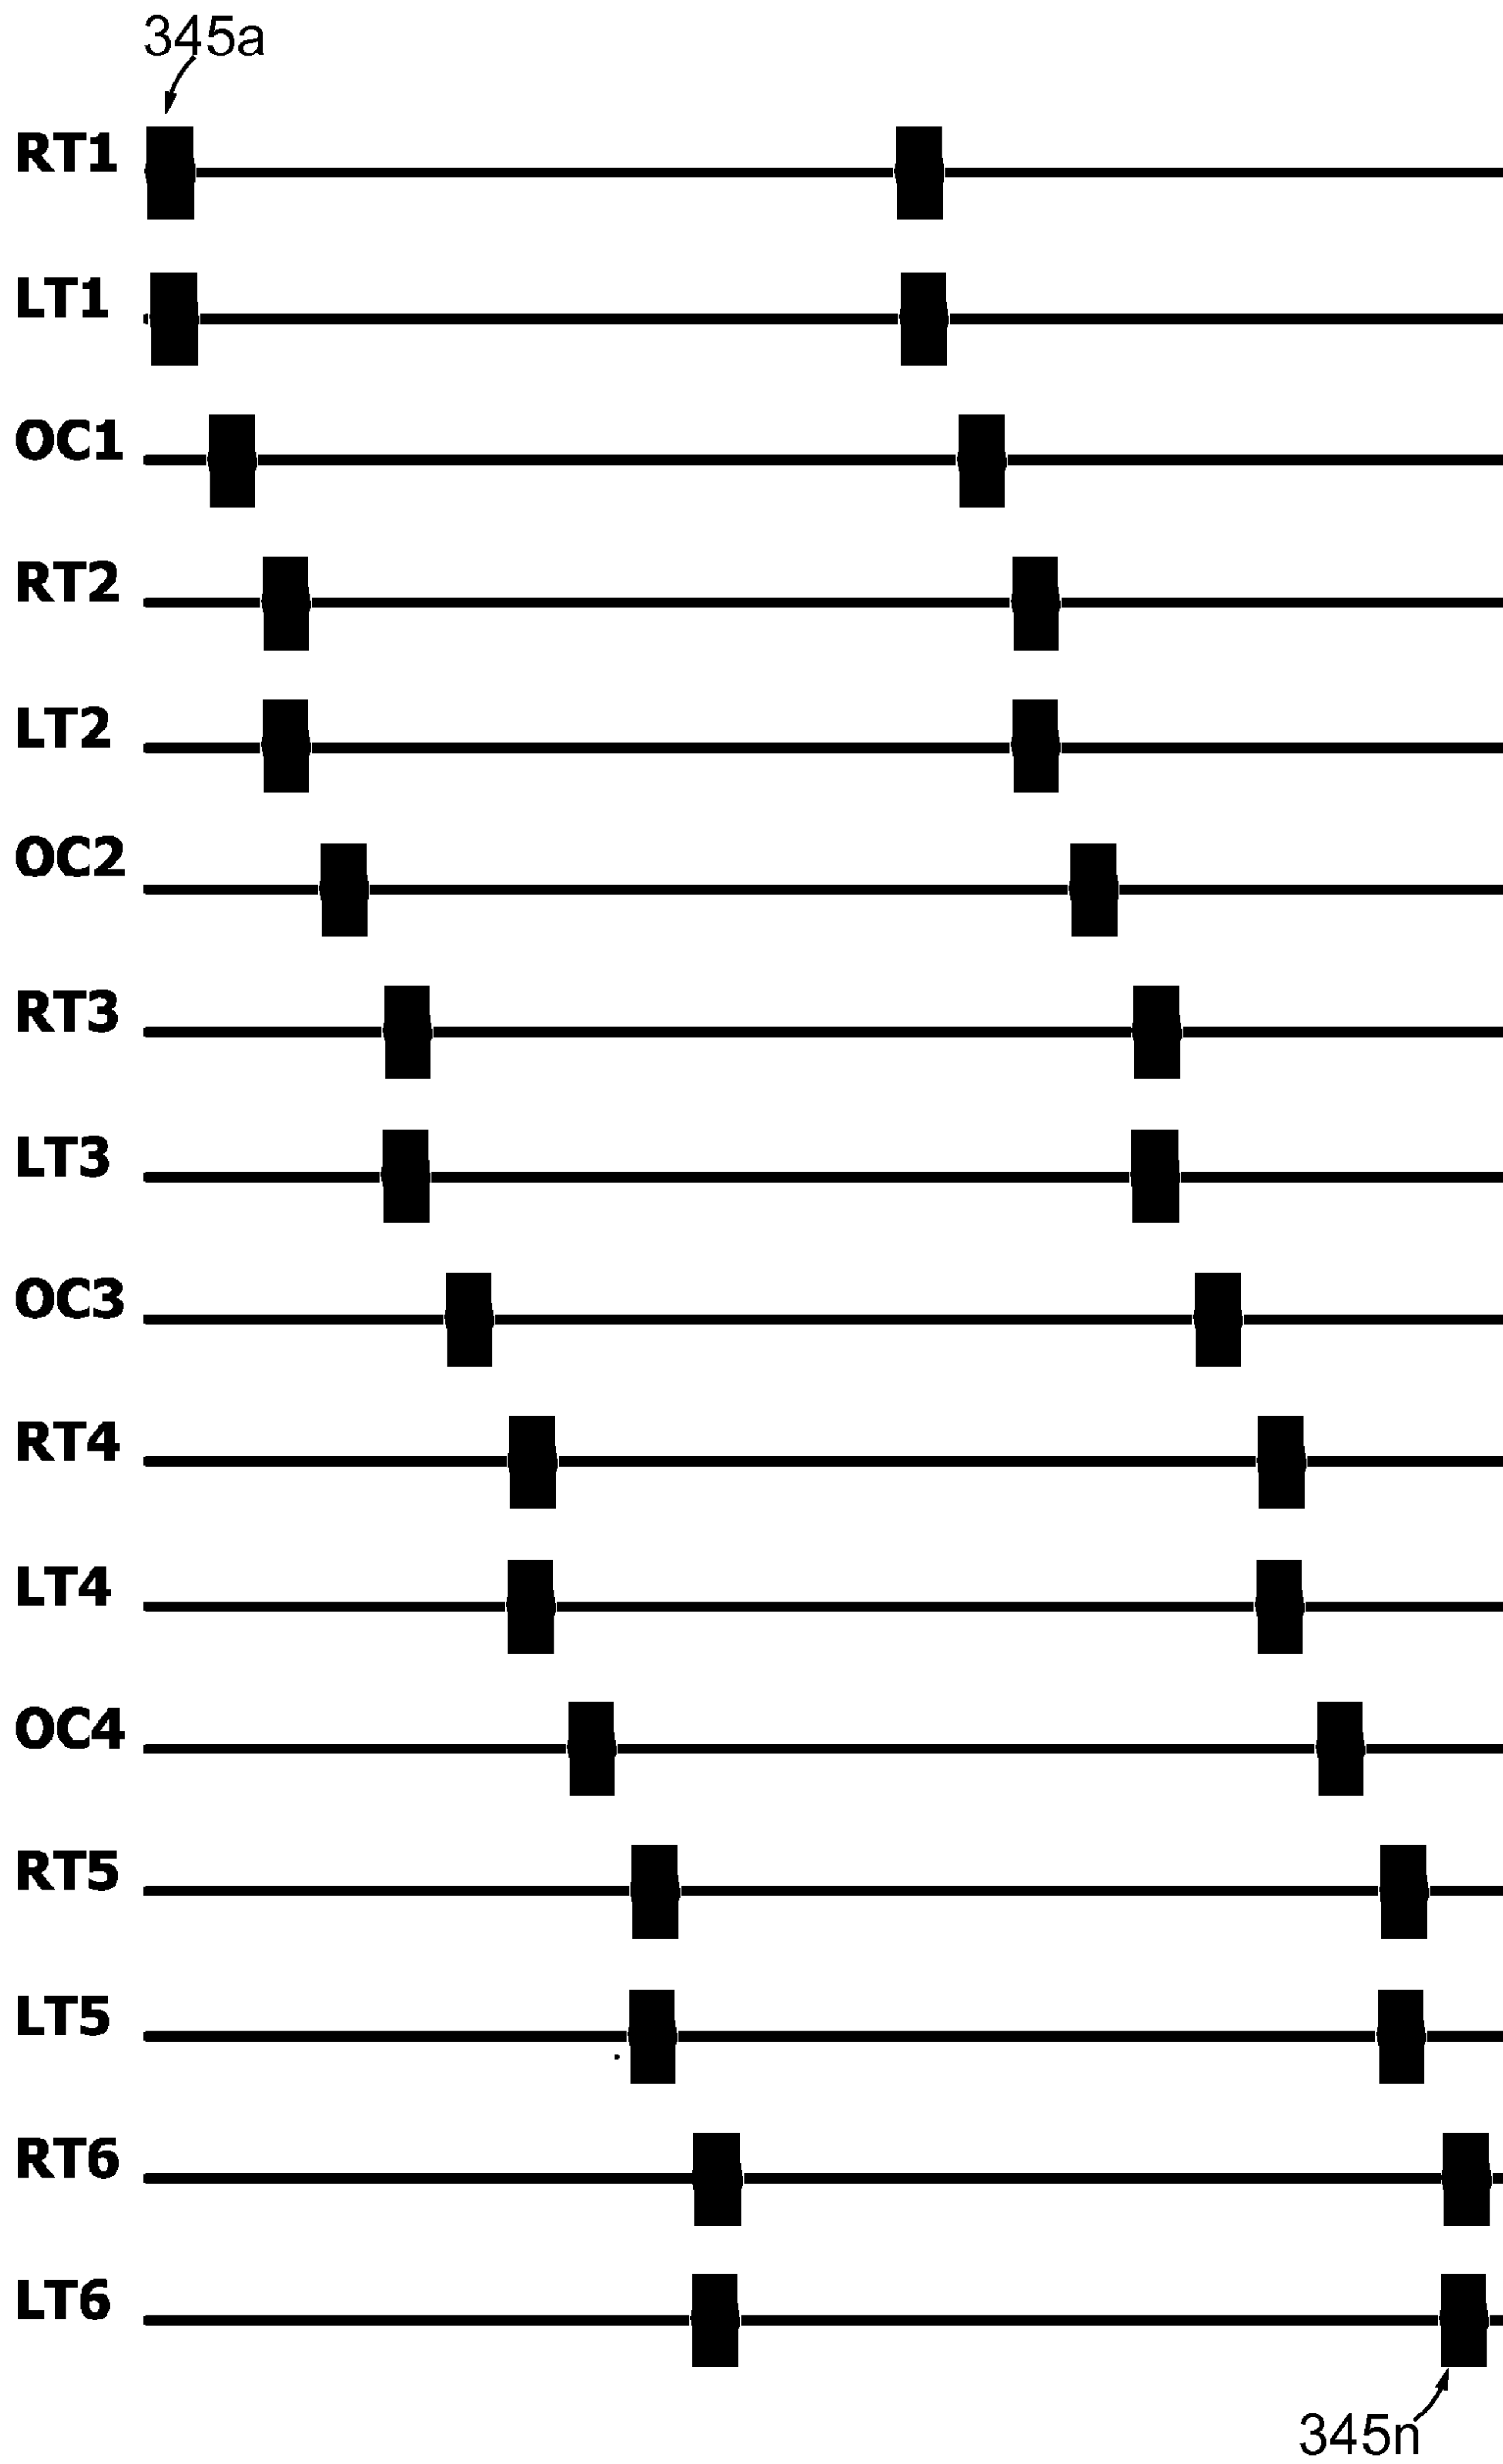 345a
RT1
LT1
OC1
RT2
LT2
OC2
RT3
LT3
OC3
RT4
LT4
OC4
RT5
LT5
RT6
LT6
345n